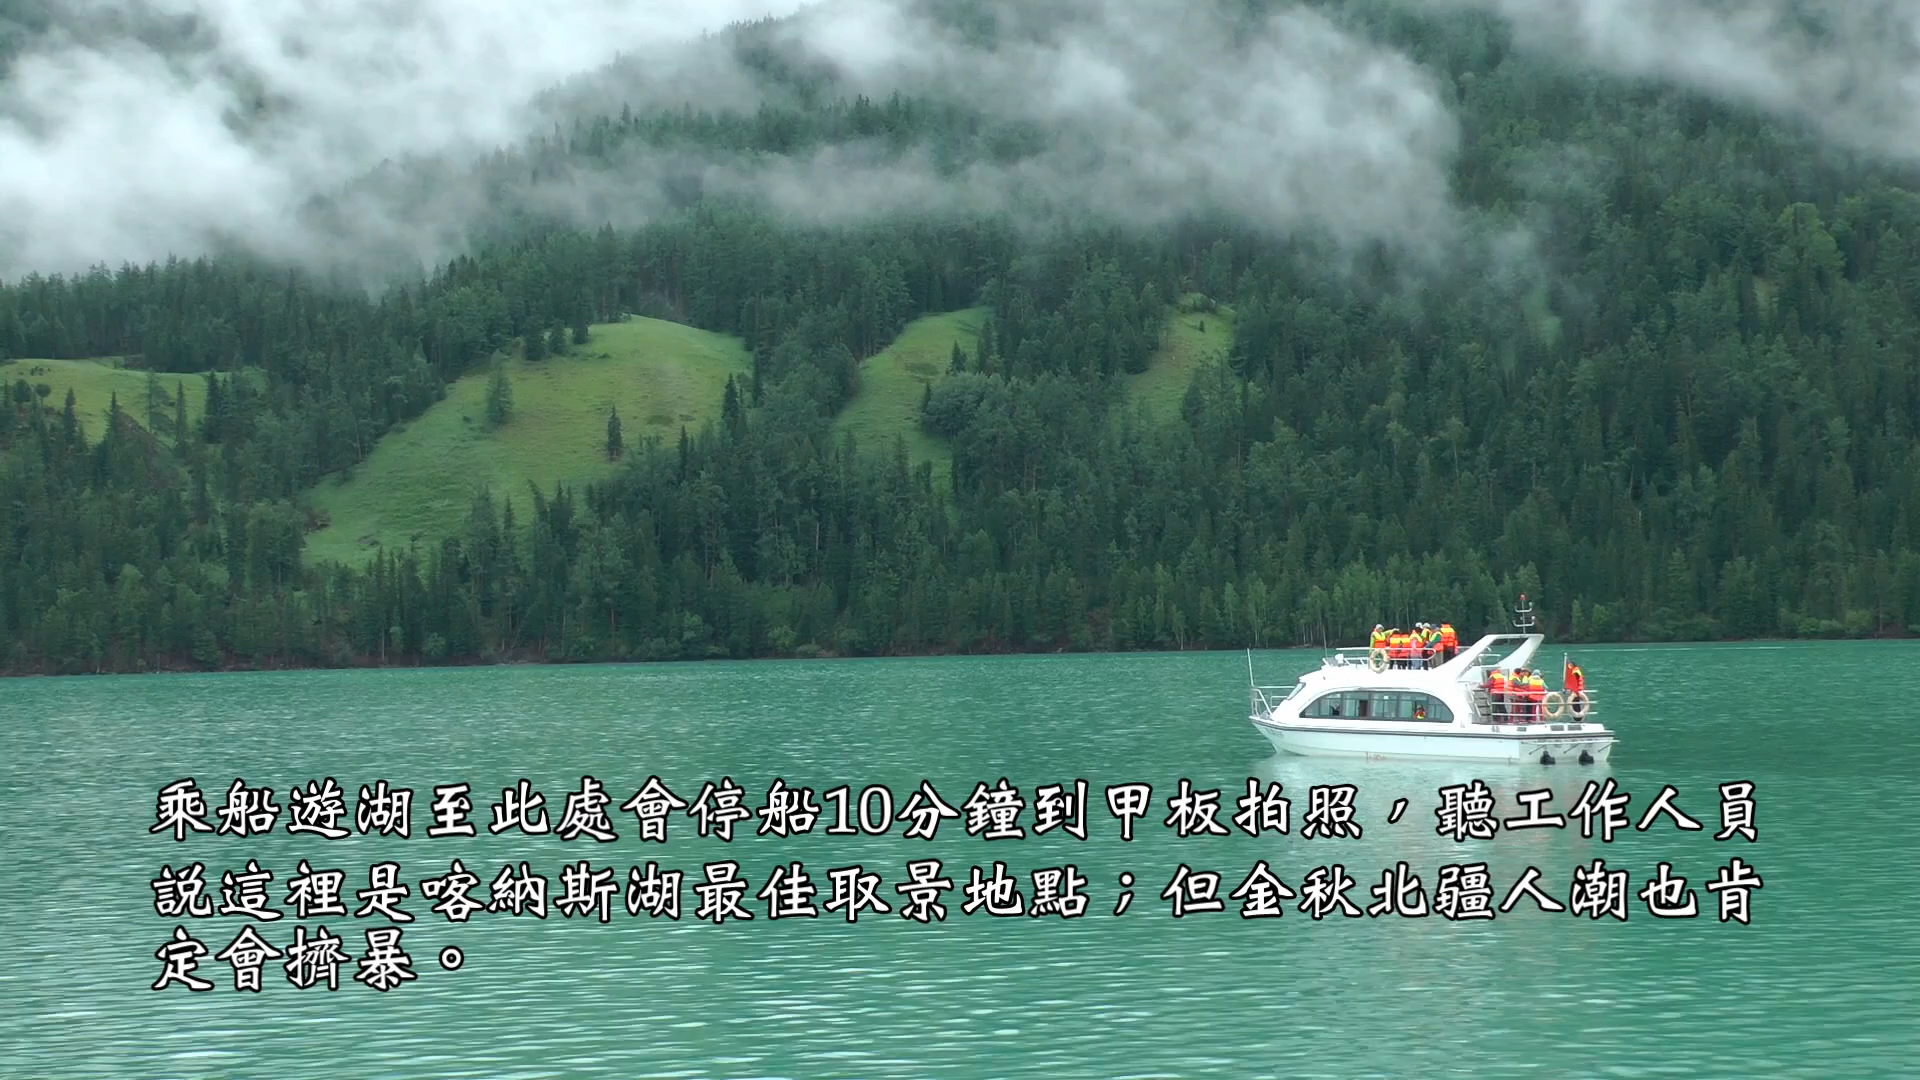 乘船遊湖至此處會停船10分鐘到甲板拍照，聽工作人員
説這裡是喀納斯湖最佳取景地點；但金秋北疆人潮也肯
定會擠暴。